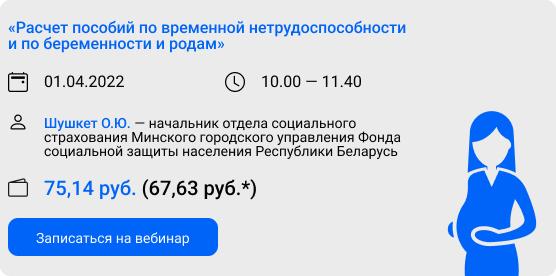 «Расчет пособий по временной нетрудоспособности
и по беременности и родам»
01.04.2022
10.00 — 11.40
Шушкет О.Ю. — начальник отдела социального
страхования Минского городского управления Фонда
социальной защиты населения Республики Беларусь
75,14 руб. (67,63 руб.*)
Записаться на вебинар